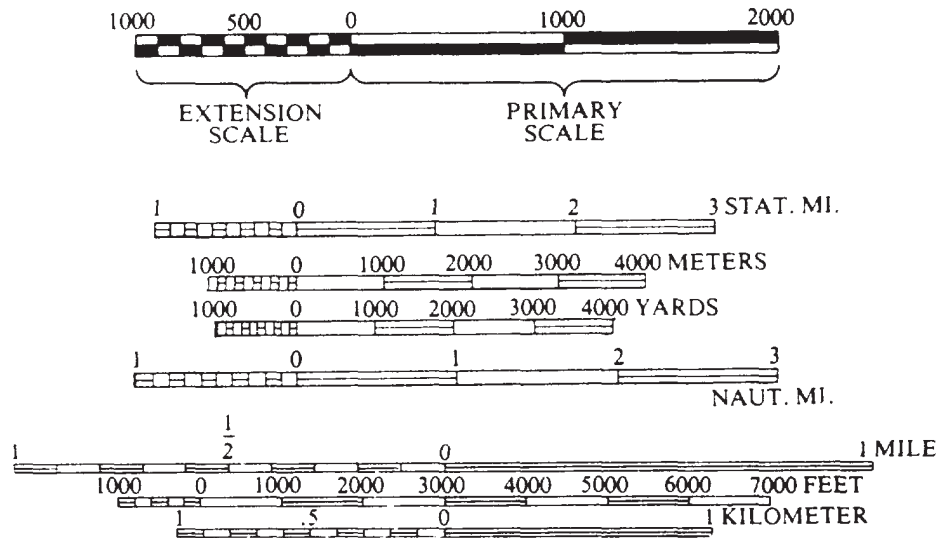 1000 500 0 1000 2000
EXTENSION SCALE
PRIMARY SCALE
1 0 1 2 3 STAT. MI.
1000 0 1000 2000 3000 4000 METERS
1000 0 1000 2000 3000 4000 YARDS
1 0 1 2 3
NAUT. MI.
1 1/2 0 1 MILE
1000 0 1000 2000 3000 4000 5000 6000 7000 FEET
1 .5 0 1 KILOMETER